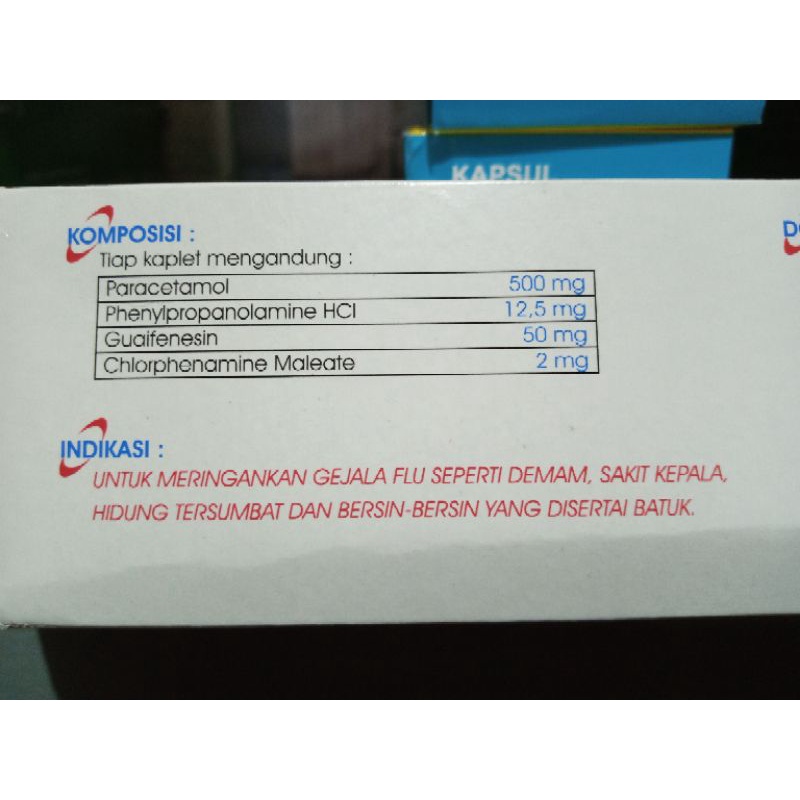 KAPSUL
KOMPOSISI :
Tiap kaplet mengandung :
Paracetamol 500 mg
Phenylpropanolamine HCl 12,5 mg
Guaifenesin 50 mg
Chlorphenamine Maleate 2 mg
INDIKASI :
UNTUK MERINGANKAN GEJALA FLU SEPERTI DEMAM, SAKIT KEPALA,
HIDUNG TERSUMBAT DAN BERSIN-BERSIN YANG DISERTAI BATUK.